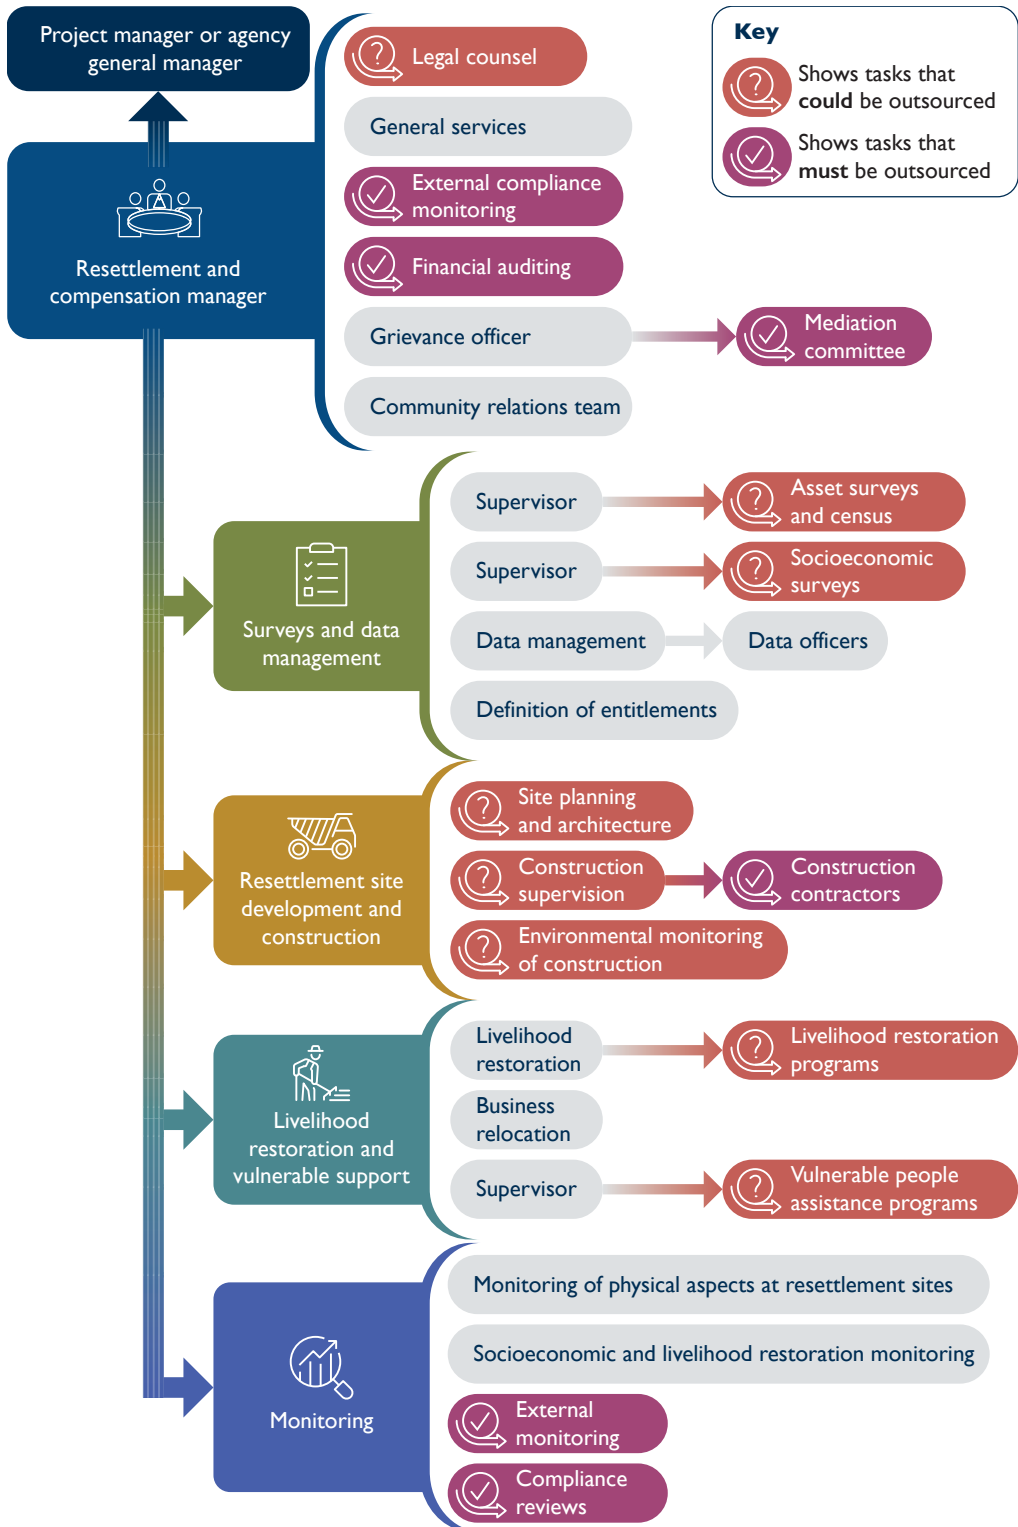 Project manager or agency
general manager
Resettlement and
compensation manager
Legal counsel
General services
External compliance
monitoring
Financial auditing
Grievance officer
Mediation
committee
Community relations team
Key
Shows tasks that
could be outsourced
Shows tasks that
must be outsourced
Surveys and data
management
Supervisor
Asset surveys
and census
Supervisor
Socioeconomic
surveys
Data management
Data officers
Definition of entitlements
Resettlement site
development and
construction
Site planning
and architecture
Construction
supervision
Construction
contractors
Environmental monitoring
of construction
Livelihood
restoration and
vulnerable support
Livelihood
restoration
Livelihood restoration
programs
Business
relocation
Supervisor
Vulnerable people
assistance programs
Monitoring
Monitoring of physical aspects at resettlement sites
Socioeconomic and livelihood restoration monitoring
External
monitoring
Compliance
reviews